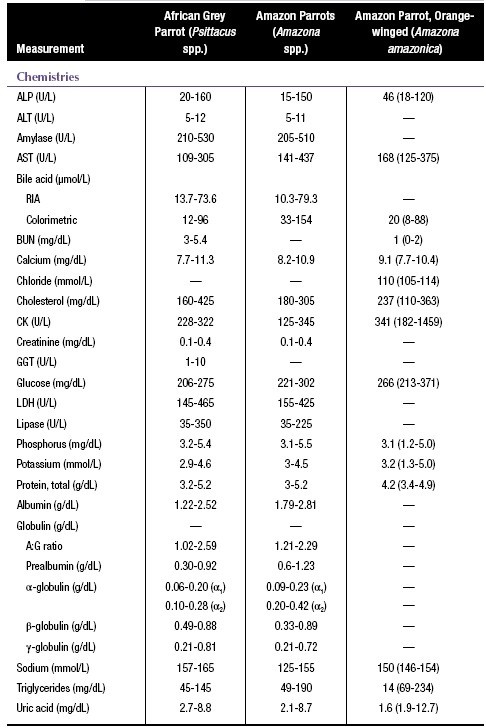 African Grey Amazon Parrots Amazon Parrot, Orange-
Parrot (Psittacus (Amazona winged (Amazona
Measurement spp.) spp.) amazonica)
Chemistries
ALP (U/L) 20-160 15-150 46 (18-120)
ALT (U/L) 5-12 5-11 —
Amylase (U/L) 210-530 205-510 —
AST (U/L) 109-305 141-437 168 (125-375)
Bile acid (µmol/L)
RIA 13.7-73.6 10.3-79.3 —
Colorimetric 12-96 33-154 20 (8-88)
BUN (mg/dL) 3-5.4 — 1 (0-2)
Calcium (mg/dL) 7.7-11.3 8.2-10.9 9.1 (7.7-10.4)
Chloride (mmol/L) — — 110 (105-114)
Cholesterol (mg/dL) 160-425 180-305 237 (110-363)
CK (U/L) 228-322 125-345 341 (182-1459)
Creatinine (mg/dL) 0.1-0.4 0.1-0.4 —
GGT (U/L) 1-10 — —
Glucose (mg/dL) 206-275 221-302 266 (213-371)
LDH (U/L) 145-465 155-425 —
Lipase (U/L) 35-350 35-225 —
Phosphorus (mg/dL) 3.2-5.4 3.1-5.5 3.1 (1.2-5.0)
Potassium (mmol/L) 2.9-4.6 3-4.5 3.2 (1.3-5.0)
Protein, total (g/dL) 3.2-5.2 3-5.2 4.2 (3.4-4.9)
Albumin (g/dL) 1.22-2.52 1.79-2.81 —
Globulin (g/dL) — — —
A:G ratio 1.02-2.59 1.21-2.29 —
Prealbumin (g/dL) 0.30-0.92 0.6-1.23 —
α-globulin (g/dL) 0.06-0.20 (α₁) 0.09-0.23 (α₁) —
0.10-0.28 (α₂) 0.20-0.42 (α₂) —
β-globulin (g/dL) 0.49-0.88 0.33-0.89 —
γ-globulin (g/dL) 0.21-0.81 0.21-0.72 —
Sodium (mmol/L) 157-165 125-155 150 (146-154)
Triglycerides (mg/dL) 45-145 49-190 14 (69-234)
Uric acid (mg/dL) 2.7-8.8 2.1-8.7 1.6 (1.9-12.7)